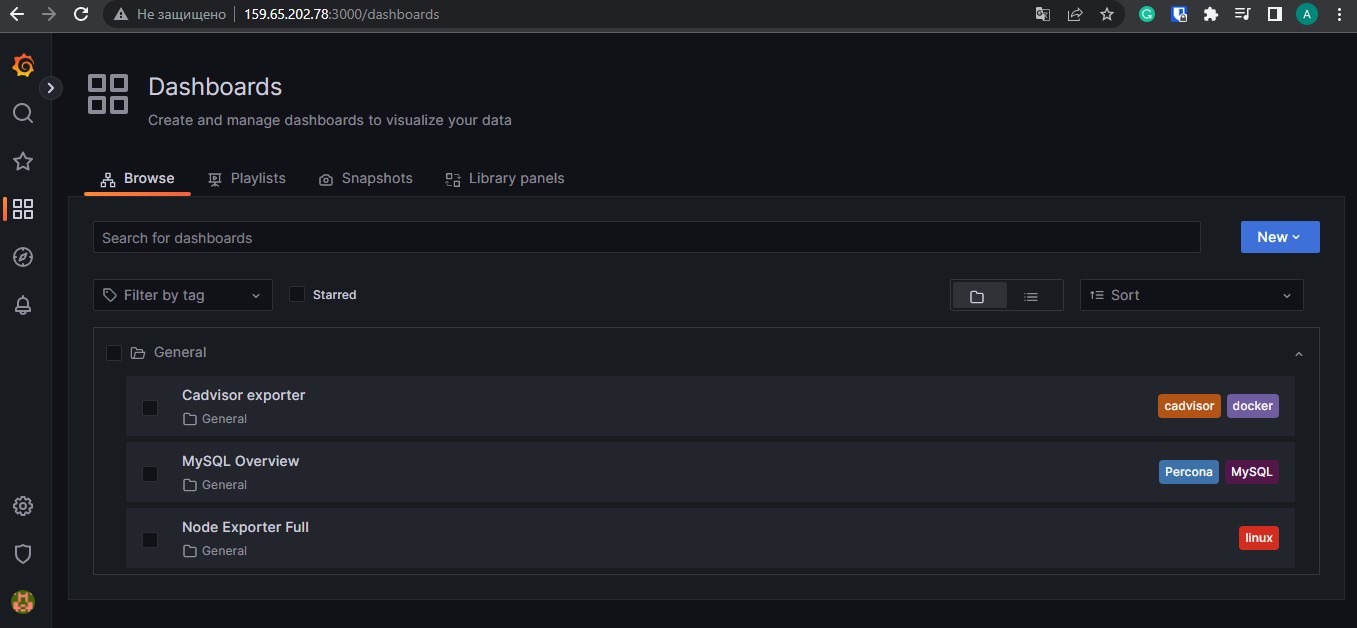 Не защищено 159.65.202.78:3000/dashboards A
Dashboards
Create and manage dashboards to visualize your data
Browse Playlists Snapshots Library panels
Search for dashboards New
Filter by tag Starred Sort
General
Cadvisor exporter
General
cadvisor docker
MySQL Overview
General
Percona MySQL
Node Exporter Full
General
linux